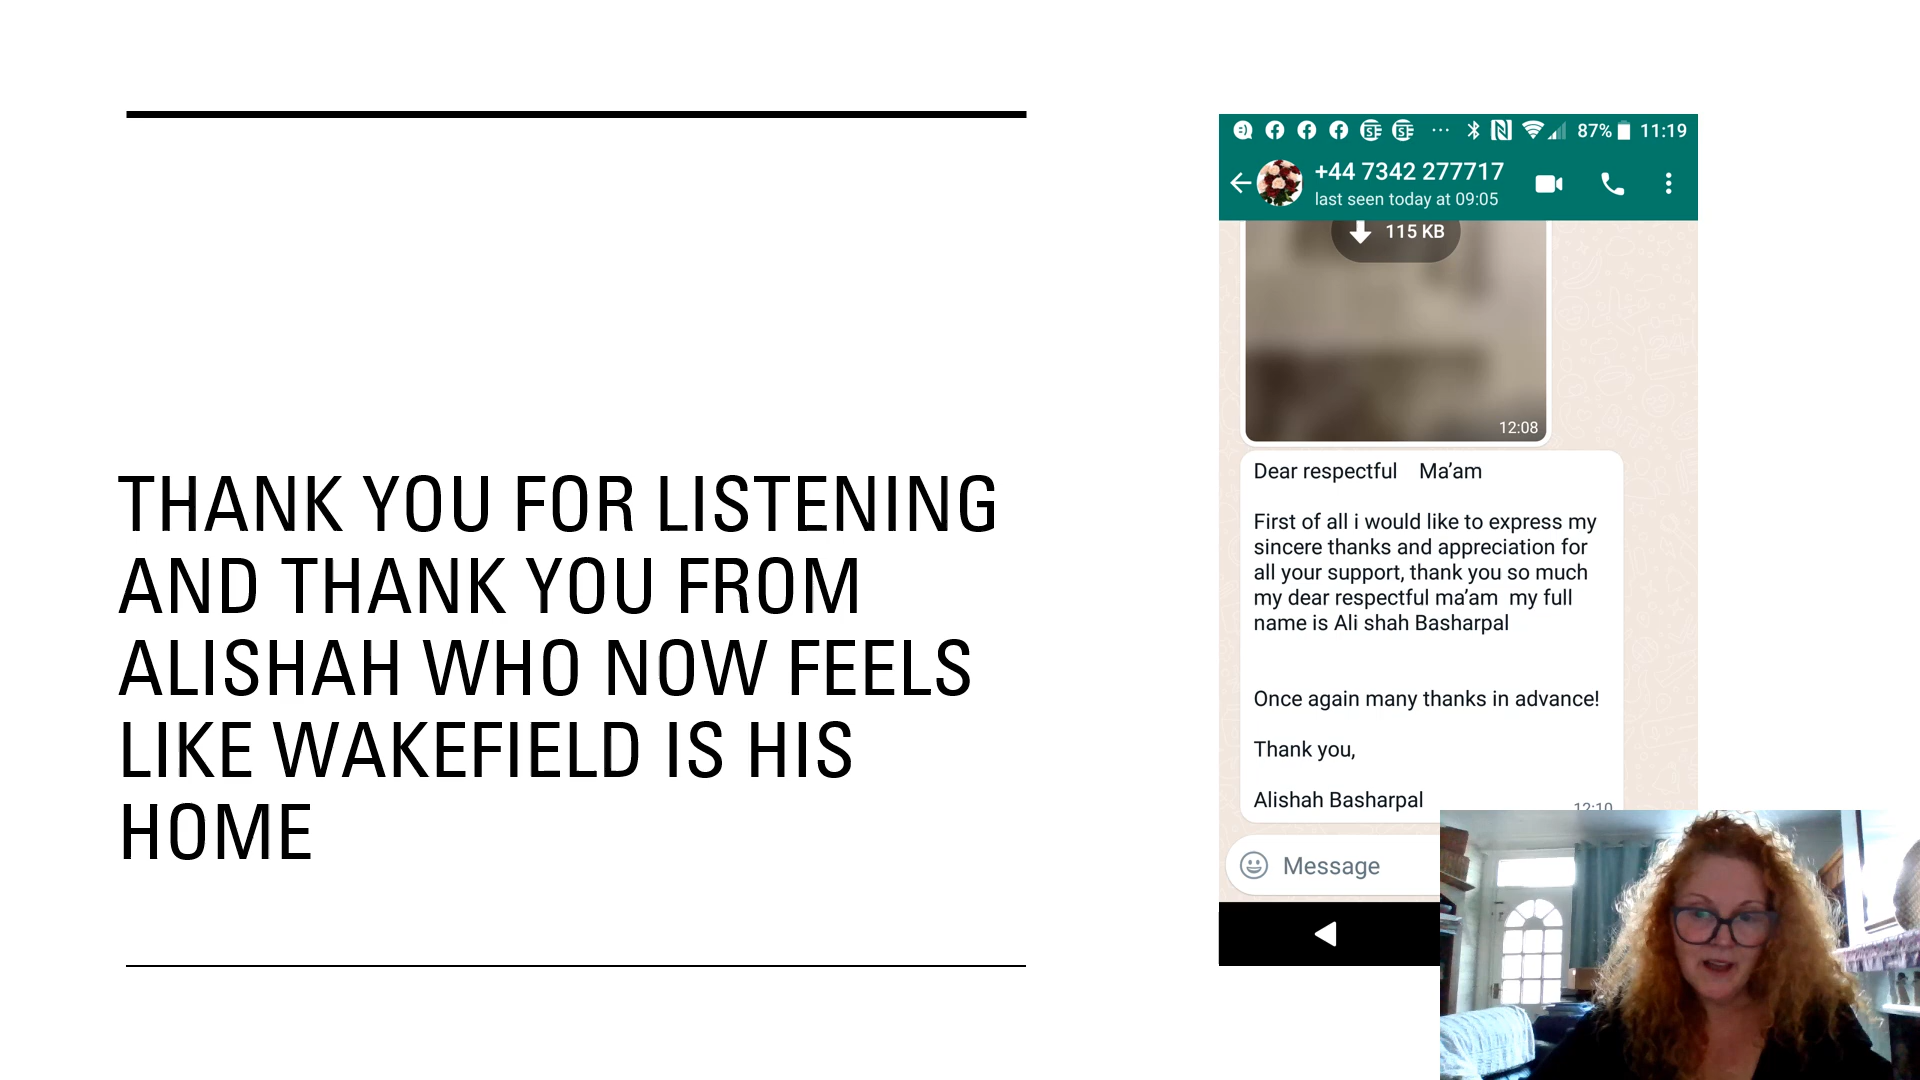 THANK YOU FOR LISTENING
AND THANK YOU FROM
ALISHAH WHO NOW FEELS
LIKE WAKEFIELD IS HIS
HOME
87% 11:19
+44 7342 277717
last seen today at 09:05
115 KB
12:08
Dear respectful Ma’am
First of all i would like to express my
sincere thanks and appreciation for
all your support, thank you so much
my dear respectful ma’am my full
name is Ali shah Basharpal
Once again many thanks in advance!
Thank you,
Alishah Basharpal
12:10
Message